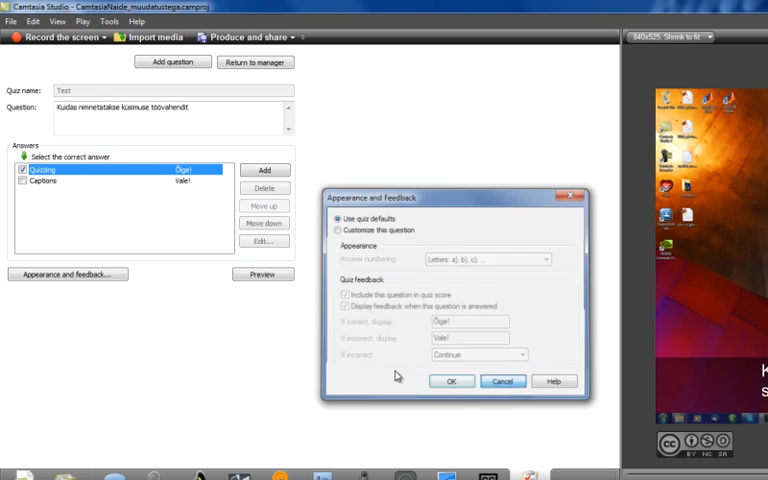 Camtasia Studio - CamtasiaNaide_muudatustega.camproj
File Edit View Play Tools Help
Record the screen Import media Produce and share
840x525, Shrink to fit
Add question Return to manager
Quiz name: Test
Question: Kuidas nimnetatakse küsimuse töövahendit
Answers
Select the correct answer
Quizzing Õige!
Captions Vale!
Add
Delete
Move up
Move down
Edit...
Appearance and feedback... Preview
Appearance and Feedback
Use quiz defaults
Customize this question
Appearance
Answer numbering: Letters: a), b), c), ...
Quiz feedback
Include this question in quiz score
Display feedback when this question is answered
If correct, display: Õige!
If incorrect, display: Vale!
If incorrect: Continue
OK Cancel Help
K
s
cc
BY NC SA